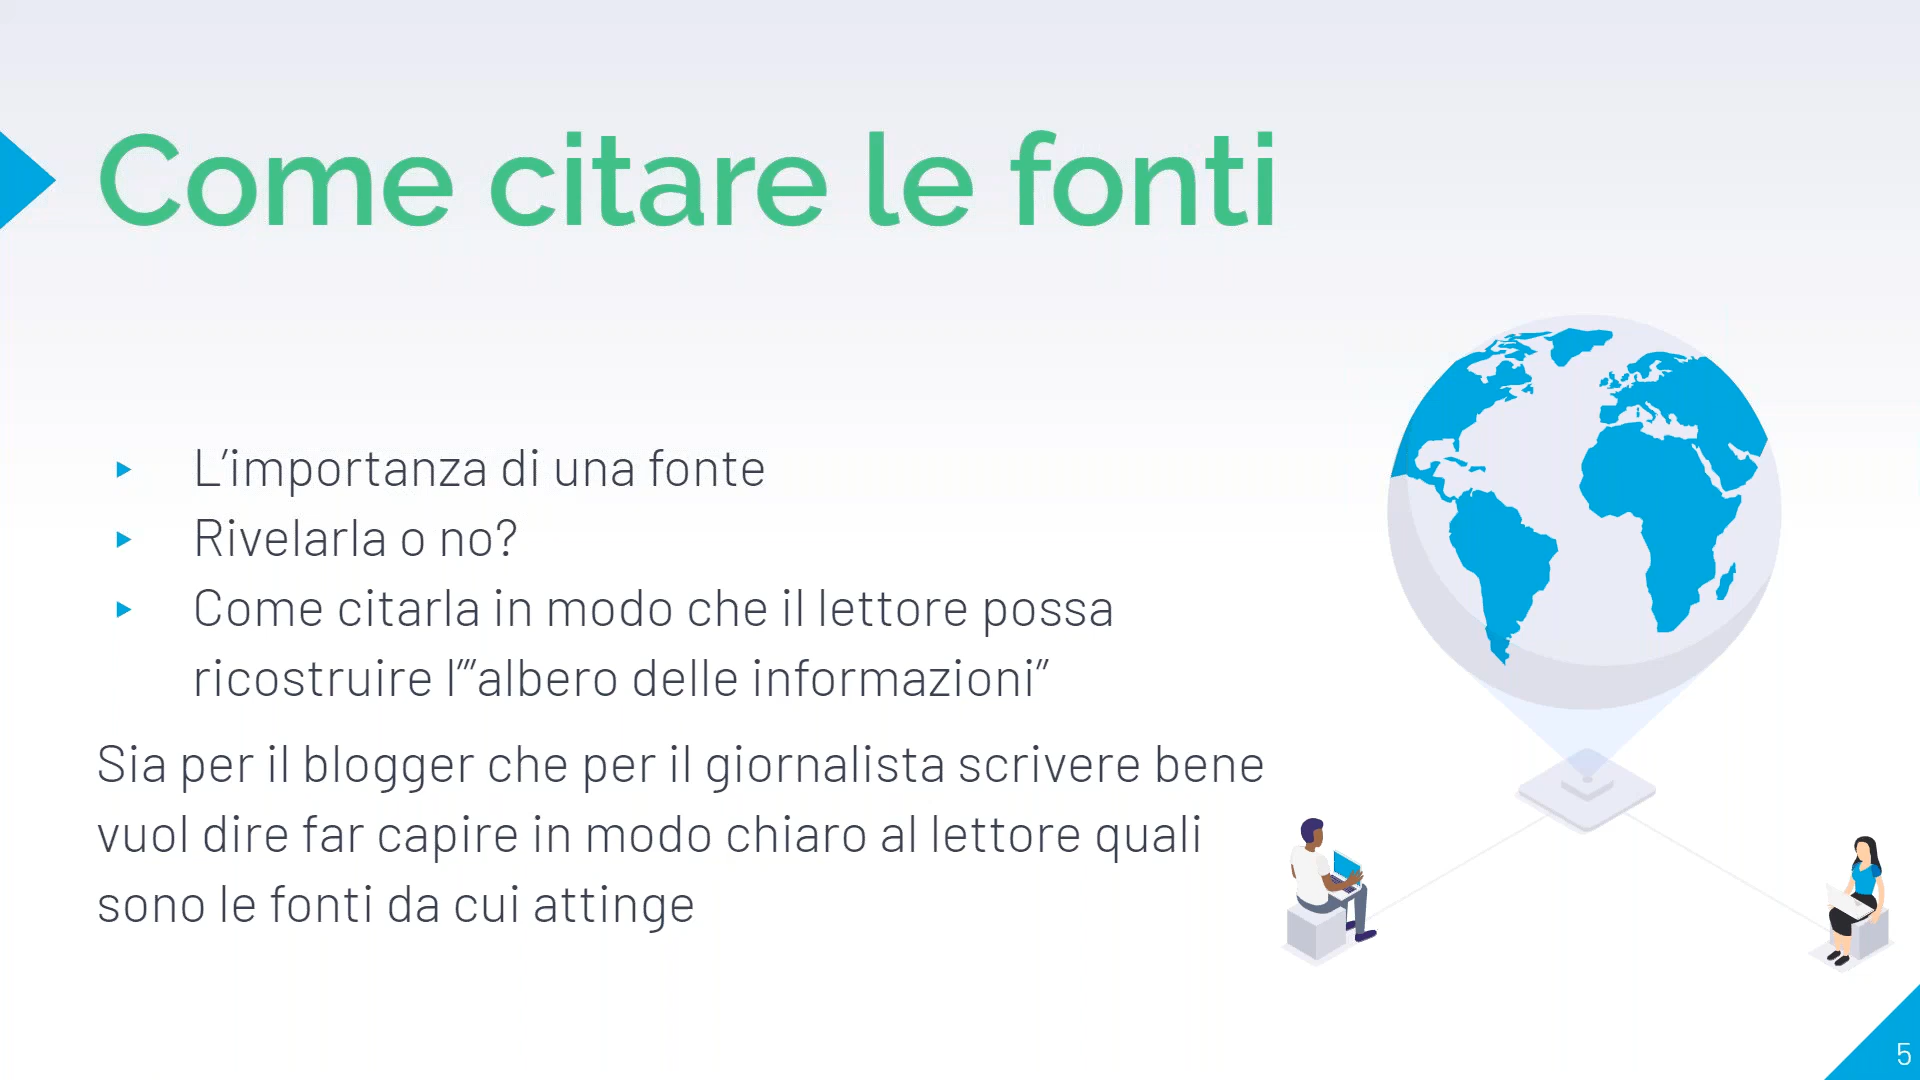 Come citare le fonti
L’importanza di una fonte
Rivelarla o no?
Come citarla in modo che il lettore possa
ricostruire l’”albero delle informazioni”
Sia per il blogger che per il giornalista scrivere bene
vuol dire far capire in modo chiaro al lettore quali
sono le fonti da cui attinge
5